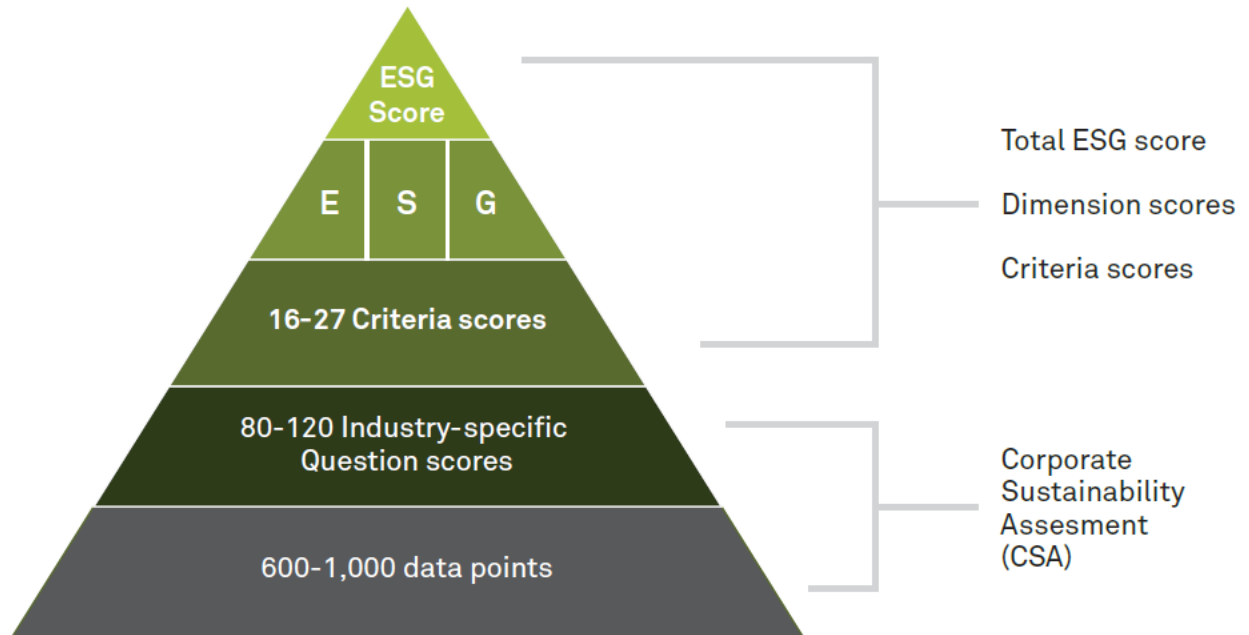 ESG
Score
E S G
16-27 Criteria scores
80-120 Industry-specific
Question scores
600-1,000 data points
Total ESG score
Dimension scores
Criteria scores
Corporate
Sustainability
Assesment
(CSA)